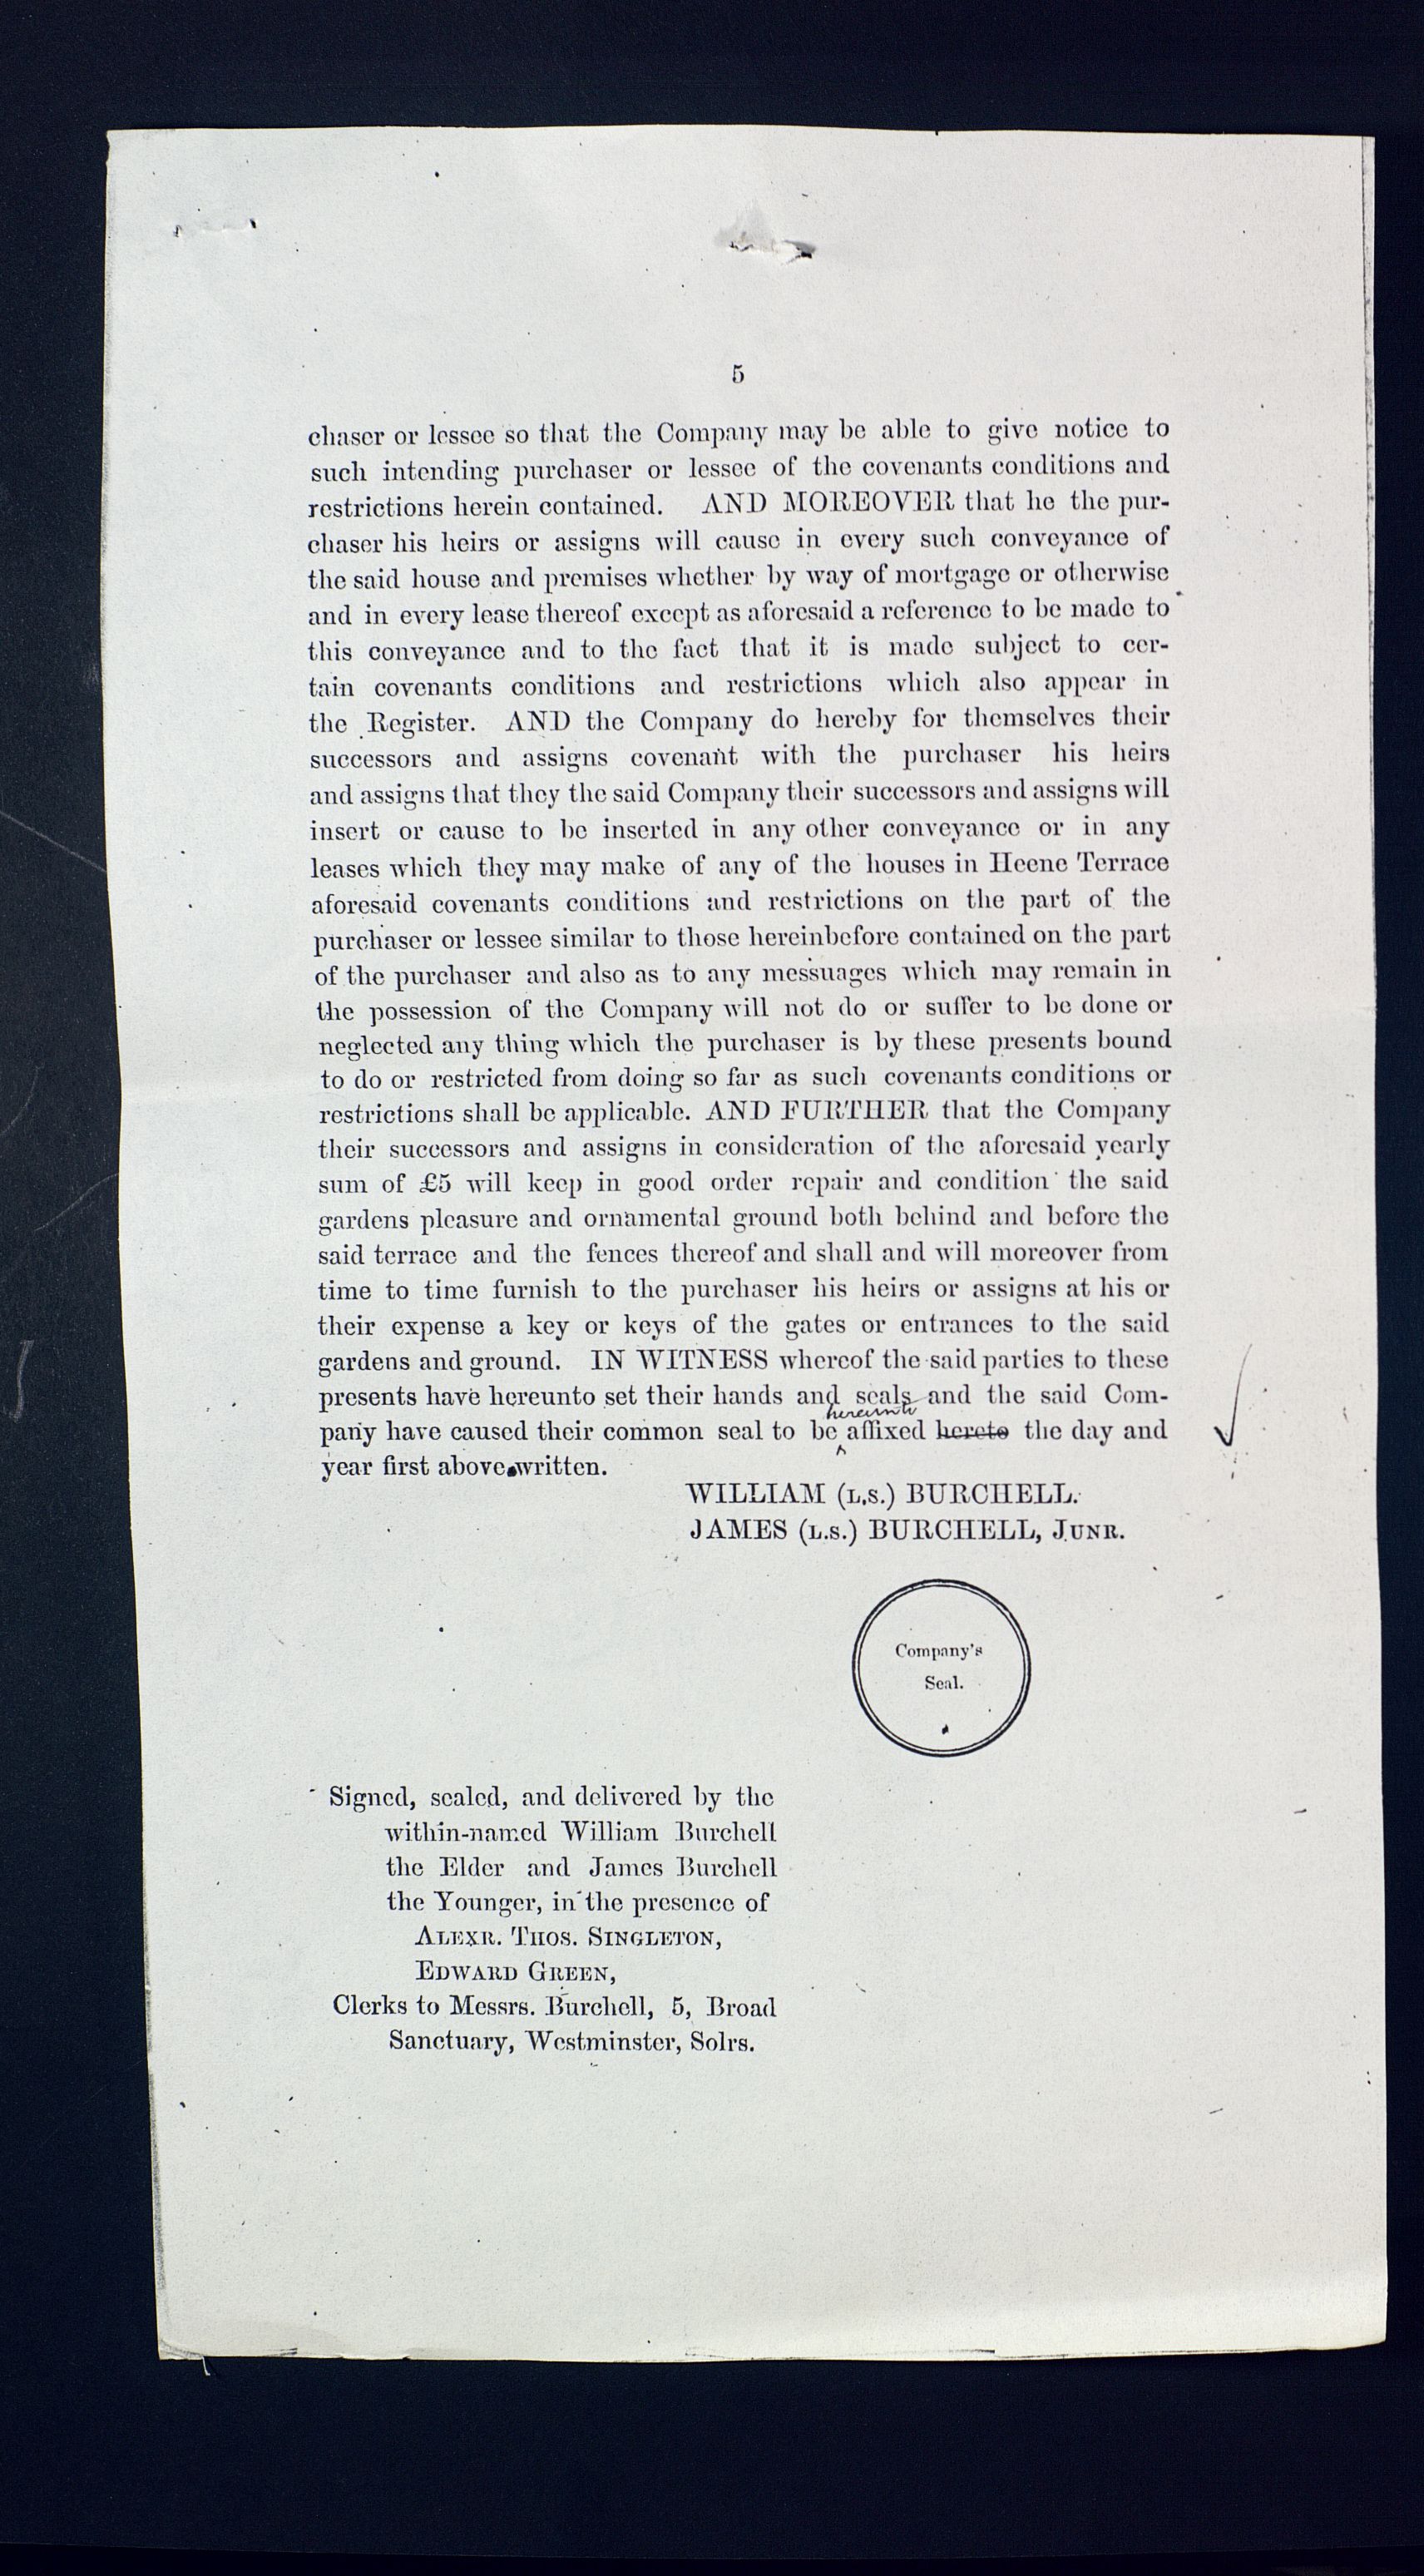 5
chaser or lessee so that the Company may be able to give notice to
such intending purchaser or lessee of the covenants conditions and
restrictions herein contained. AND MOREOVER that he the pur-
chaser his heirs or assigns will cause in every such conveyance of
the said house and premises whether by way of mortgage or otherwise
and in every lease thereof except as aforesaid a reference to be made to
this conveyance and to the fact that it is made subject to cer-
tain covenants conditions and restrictions which also appear in
the Register. AND the Company do hereby for themselves their
successors and assigns covenant with the purchaser his heirs
and assigns that they the said Company their successors and assigns will
insert or cause to be inserted in any other conveyance or in any
leases which they may make of any of the houses in Heene Terrace
aforesaid covenants conditions and restrictions on the part of the
purchaser or lessee similar to those hereinbefore contained on the part
of the purchaser and also as to any messuages which may remain in
the possession of the Company will not do or suffer to be done or
neglected any thing which the purchaser is by these presents bound
to do or restricted from doing so far as such covenants conditions or
restrictions shall be applicable. AND FURTHER that the Company
their successors and assigns in consideration of the aforesaid yearly
sum of £5 will keep in good order repair and condition the said
gardens pleasure and ornamental ground both behind and before the
said terrace and the fences thereof and shall and will moreover from
time to time furnish to the purchaser his heirs or assigns at his or
their expense a key or keys of the gates or entrances to the said
gardens and ground. IN WITNESS whereof the said parties to these
presents have hereunto set their hands and seals and the said Com-
hereunto
pany have caused their common seal to be affixed hereto the day and
year first above written.
WILLIAM (L.S.) BURCHELL.
JAMES (L.S.) BURCHELL, JUNR.
Company's
Seal.
Signed, sealed, and delivered by the
within-named William Burchell
the Elder and James Burchell
the Younger, in the presence of
ALEXR. THOS. SINGLETON,
EDWARD GREEN,
Clerks to Messrs. Burchell, 5, Broad
Sanctuary, Westminster, Solrs.